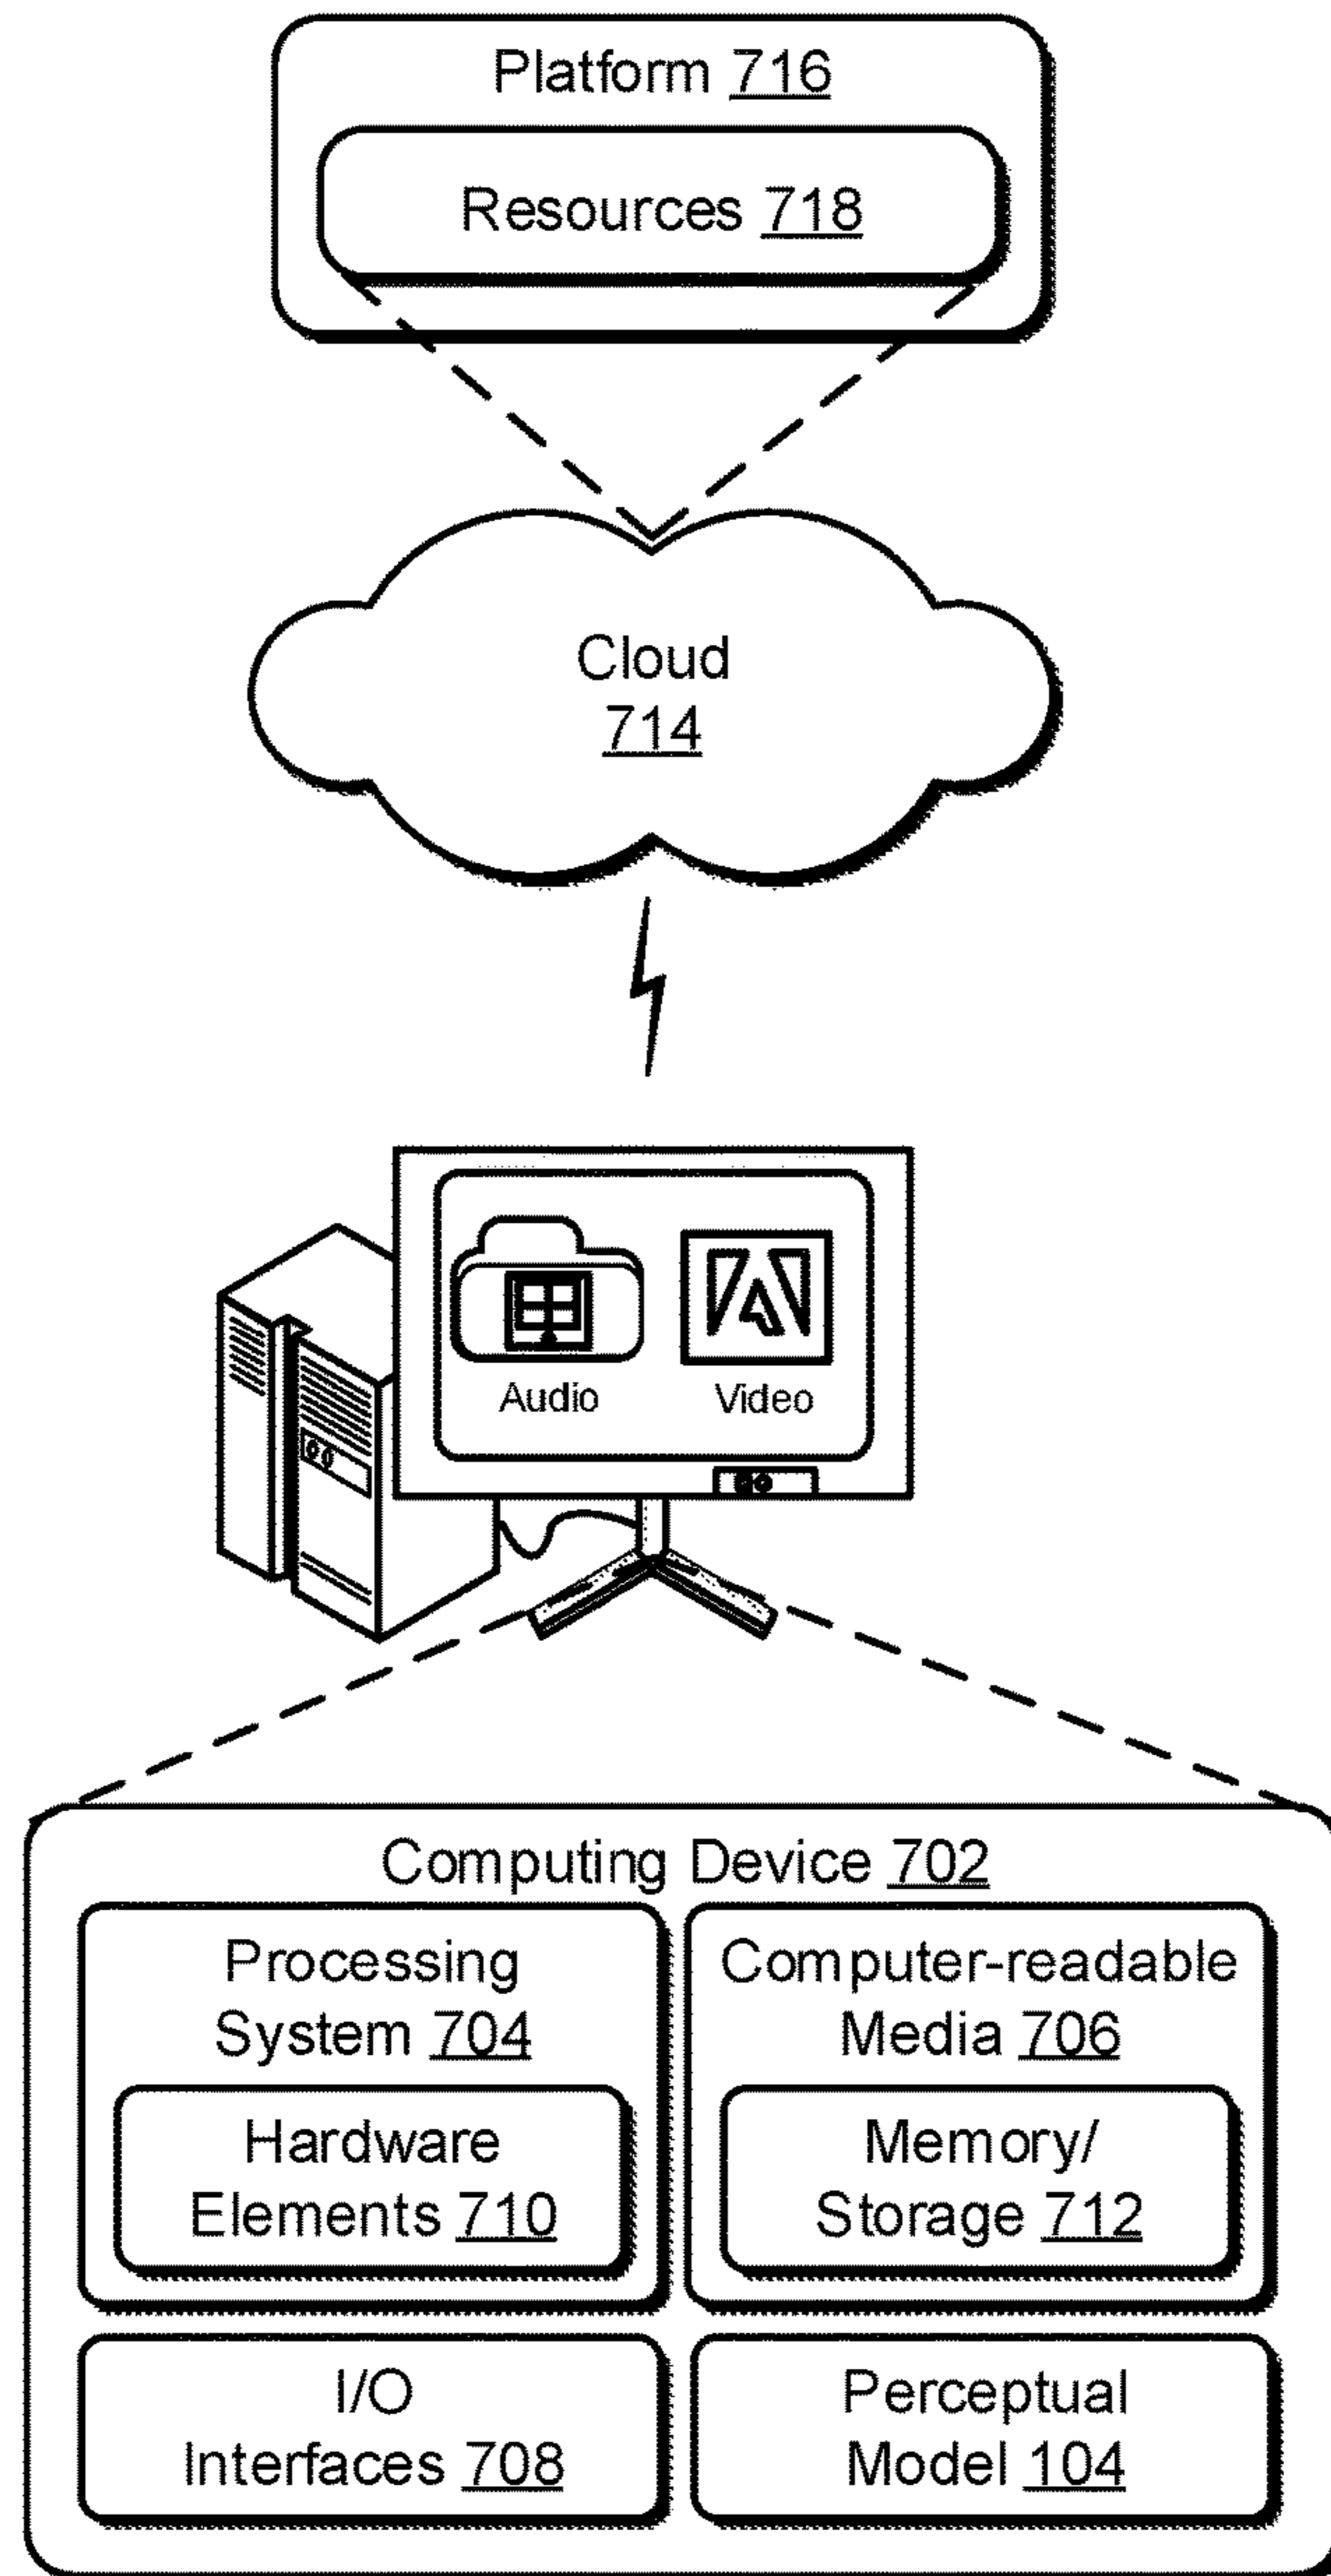 Platform 716
Resources 718
Cloud
714
Audio
Video
Computing Device 702
Processing
System 704
Hardware
Elements 710
Computer-readable
Media 706
Memory/
Storage 712
I/O
Interfaces 708
Perceptual
Model 104